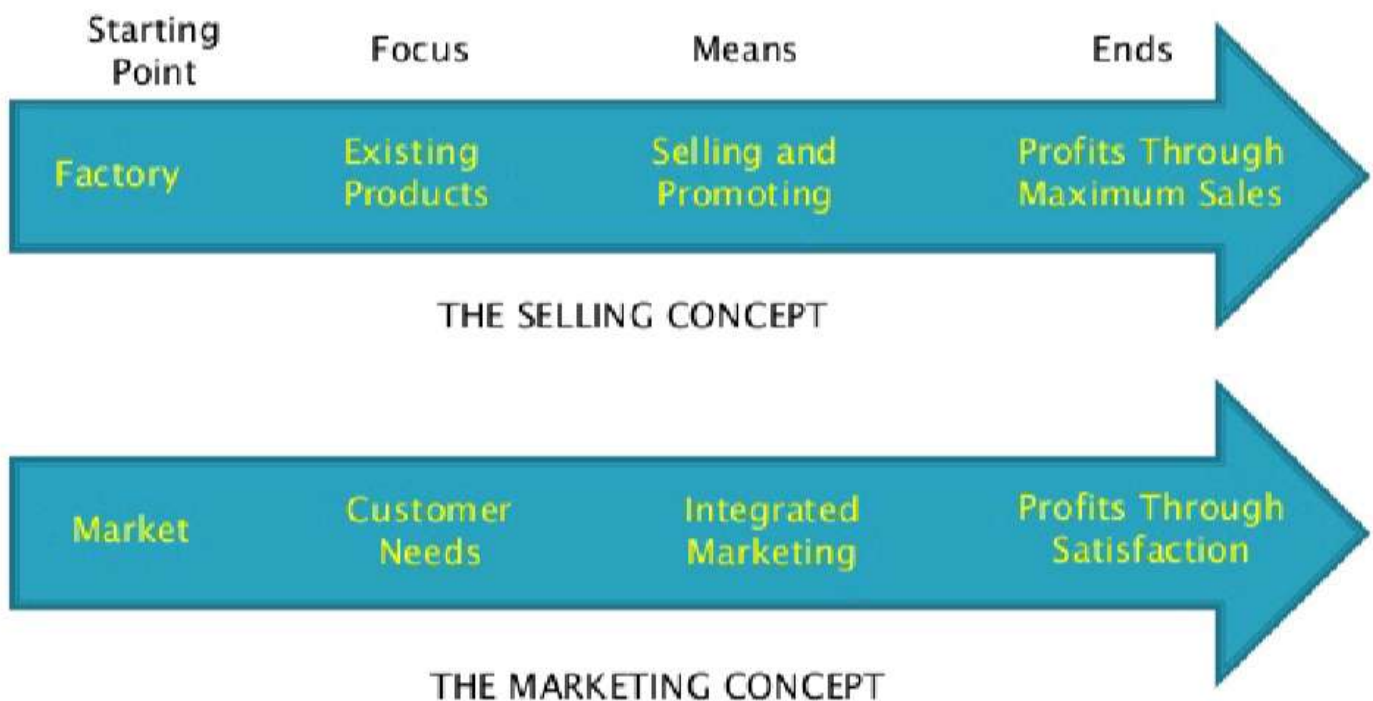 Starting
Point
Focus
Means
Ends
Factory
Existing
Products
Selling and
Promoting
Profits Through
Maximum Sales
THE SELLING CONCEPT
Market
Customer
Needs
Integrated
Marketing
Profits Through
Satisfaction
THE MARKETING CONCEPT